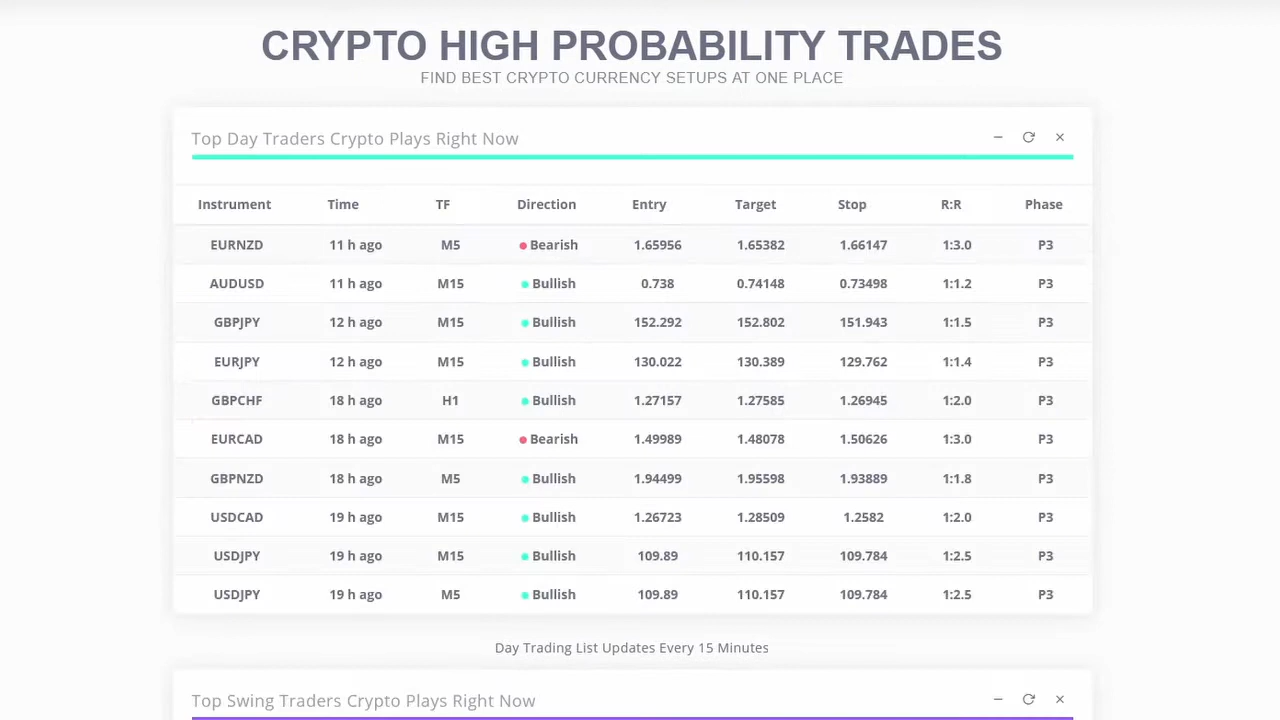 CRYPTO HIGH PROBABILITY TRADES
FIND BEST CRYPTO CURRENCY SETUPS AT ONE PLACE
Top Day Traders Crypto Plays Right Now
Instrument Time TF Direction Entry Target Stop R:R Phase
EURNZD 11 h ago M5 Bearish 1.65956 1.65382 1.66147 1:3.0 P3
AUDUSD 11 h ago M15 Bullish 0.738 0.74148 0.73498 1:1.2 P3
GBPJPY 12 h ago M15 Bullish 152.292 152.802 151.943 1:1.5 P3
EURJPY 12 h ago M15 Bullish 130.022 130.389 129.762 1:1.4 P3
GBPCHF 18 h ago H1 Bullish 1.27157 1.27585 1.26945 1:2.0 P3
EURCAD 18 h ago M15 Bearish 1.49989 1.48078 1.50626 1:3.0 P3
GBPNZD 18 h ago M5 Bullish 1.94499 1.95598 1.93889 1:1.8 P3
USDCAD 19 h ago M15 Bullish 1.26723 1.28509 1.2582 1:2.0 P3
USDJPY 19 h ago M15 Bullish 109.89 110.157 109.784 1:2.5 P3
USDJPY 19 h ago M5 Bullish 109.89 110.157 109.784 1:2.5 P3
Day Trading List Updates Every 15 Minutes
Top Swing Traders Crypto Plays Right Now